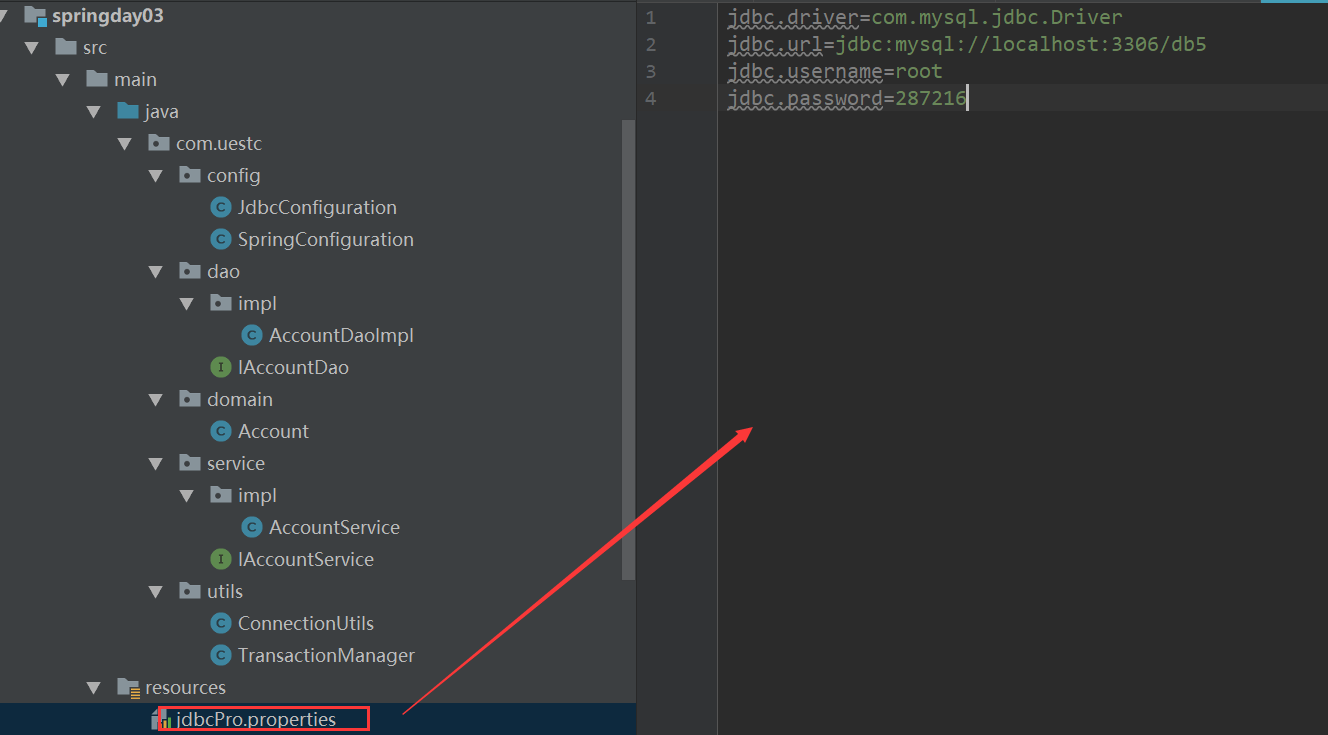 springday03
src
main
java
com.uestc
config
JdbcConfiguration
SpringConfiguration
dao
impl
AccountDaoImpl
IAccountDao
domain
Account
service
impl
AccountService
IAccountService
utils
ConnectionUtils
TransactionManager
resources
jdbcPro.properties
1 jdbc.driver=com.mysql.jdbc.Driver
2 jdbc.url=jdbc:mysql://localhost:3306/db5
3 jdbc.username=root
4 jdbc.password=287216